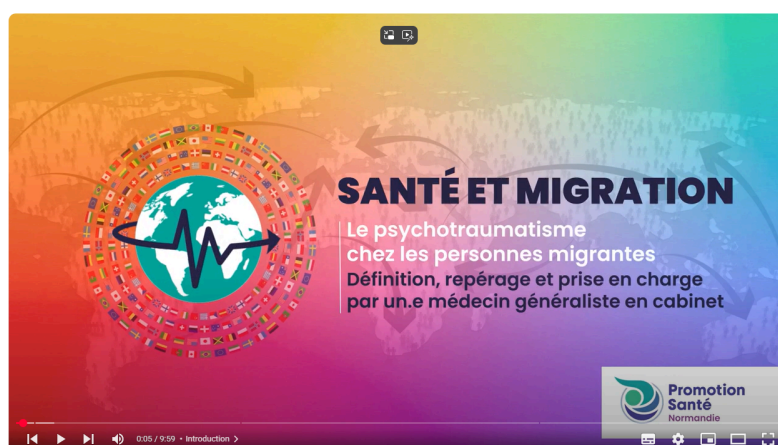 SANTÉ ET MIGRATION
Le psychotraumatisme
chez les personnes migrantes
Définition, repérage et prise en charge
par un.e médecin généraliste en cabinet
Promotion
Santé
Normandie
0:05 / 9:59 • Introduction >